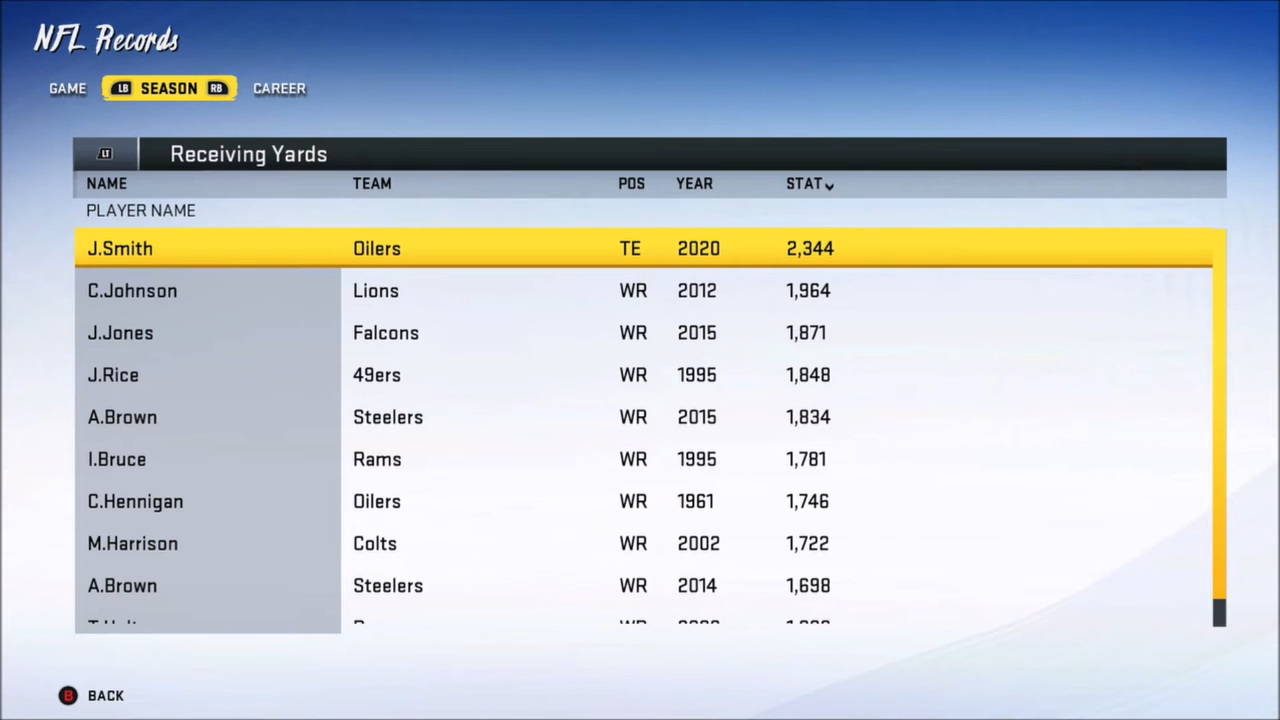 NFL Records
GAME LB SEASON RB CAREER
LT Receiving Yards
NAME TEAM POS YEAR STAT
PLAYER NAME
J.Smith Oilers TE 2020 2,344
C.Johnson Lions WR 2012 1,964
J.Jones Falcons WR 2015 1,871
J.Rice 49ers WR 1995 1,848
A.Brown Steelers WR 2015 1,834
I.Bruce Rams WR 1995 1,781
C.Hennigan Oilers WR 1961 1,746
M.Harrison Colts WR 2002 1,722
A.Brown Steelers WR 2014 1,698
B BACK